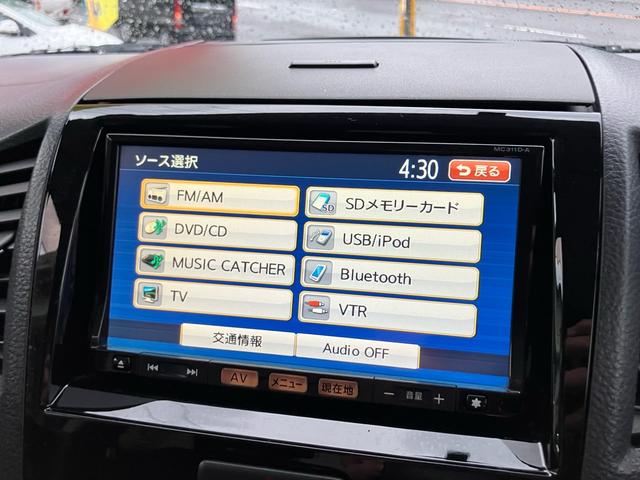 MC311D-A
ソース選択
4:30
戻る
FM/AM
SDメモリーカード
SD
DVD/CD
USB/iPod
MUSIC CATCHER
Bluetooth
TV
VTR
交通情報
Audio OFF
AV
メニュー
現在地
− 音量 +